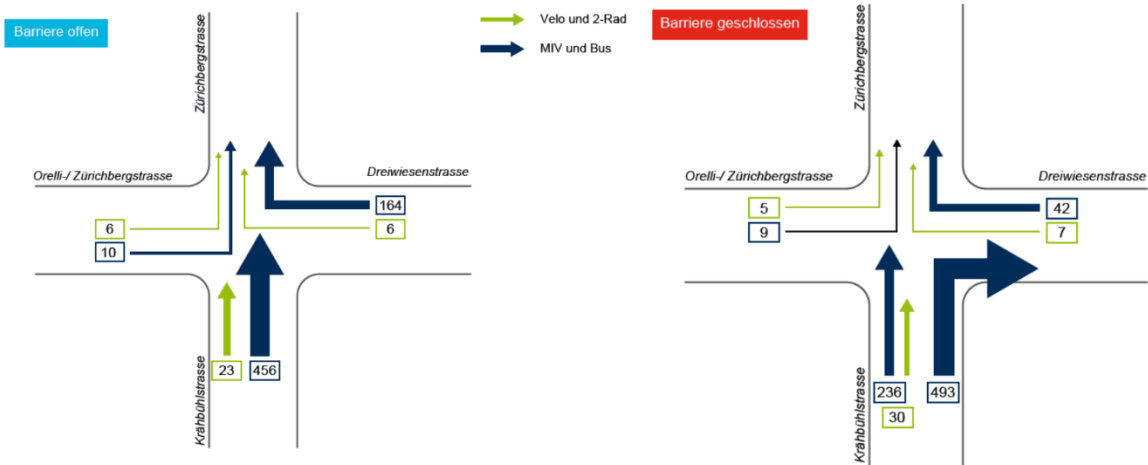 Barriere offen
Zürichbergstrasse
Orelli-/ Zürichbergstrasse
Dreiwiesenstrasse
164
6
6
10
23
456
Krähbühlstrasse
Velo und 2-Rad
MIV und Bus
Barriere geschlossen
Zürichbergstrasse
Orelli-/ Zürichbergstrasse
Dreiwiesenstrasse
5
42
9
7
236
493
30
Krähbühlstrasse